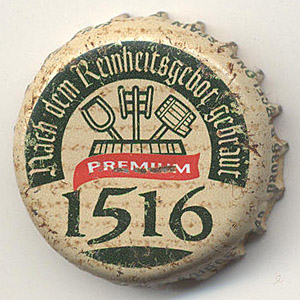 Nach dem Reinheitsgebot gebraut
PREMIUM
1516